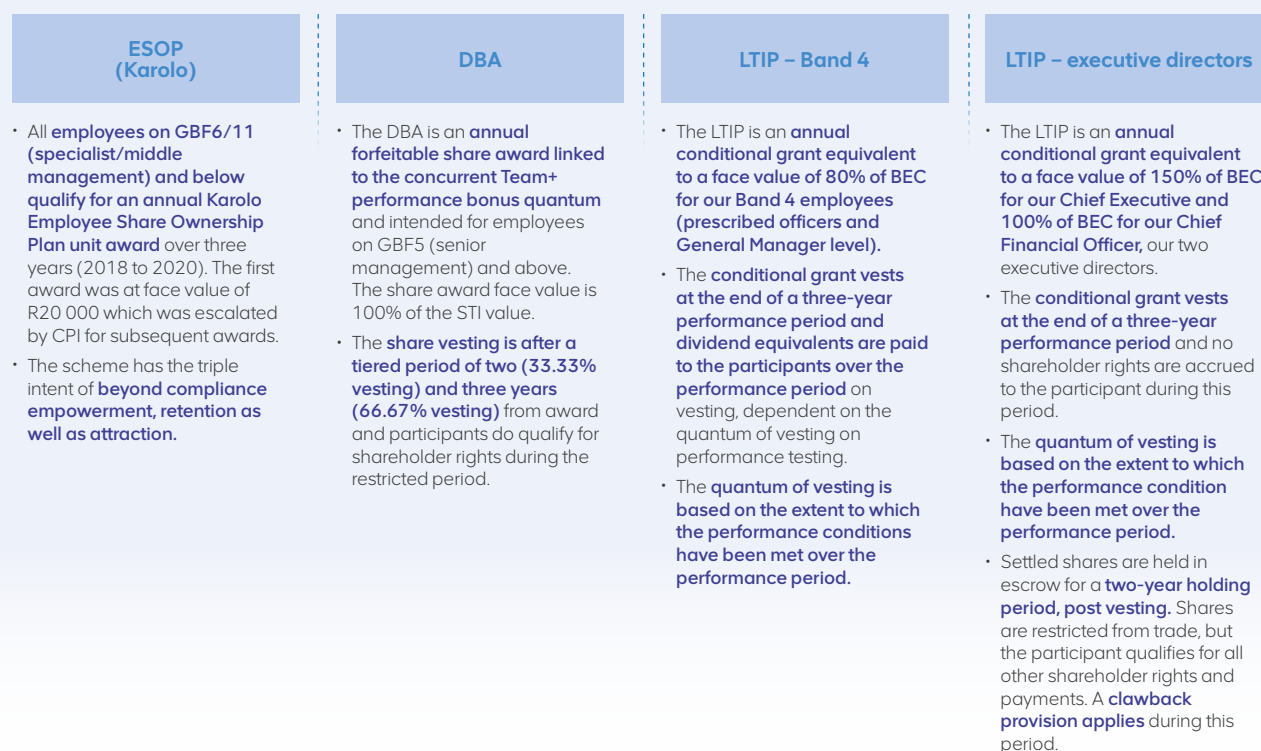 ESOP
(Karolo)
• All employees on GBF6/11
(specialist/middle
management) and below
qualify for an annual Karolo
Employee Share Ownership
Plan unit award over three
years (2018 to 2020). The first
award was at face value of
R20 000 which was escalated
by CPI for subsequent awards.
• The scheme has the triple
intent of beyond compliance
empowerment, retention as
well as attraction.
DBA
• The DBA is an annual
forfeitable share award linked
to the concurrent Team+
performance bonus quantum
and intended for employees
on GBF5 (senior
management) and above.
The share award face value is
100% of the STI value.
• The share vesting is after a
tiered period of two (33.33%
vesting) and three years
(66.67% vesting) from award
and participants do qualify for
shareholder rights during the
restricted period.
LTIP – Band 4
• The LTIP is an annual
conditional grant equivalent
to a face value of 80% of BEC
for our Band 4 employees
(prescribed officers and
General Manager level).
• The conditional grant vests
at the end of a three-year
performance period and
dividend equivalents are paid
to the participants over the
performance period on
vesting, dependent on the
quantum of vesting on
performance testing.
• The quantum of vesting is
based on the extent to which
the performance conditions
have been met over the
performance period.
LTIP – executive directors
• The LTIP is an annual
conditional grant equivalent
to a face value of 150% of BEC
for our Chief Executive and
100% of BEC for our Chief
Financial Officer, our two
executive directors.
• The conditional grant vests
at the end of a three-year
performance period and no
shareholder rights are accrued
to the participant during this
period.
• The quantum of vesting is
based on the extent to which
the performance condition
have been met over the
performance period.
• Settled shares are held in
escrow for a two-year holding
period, post vesting. Shares
are restricted from trade, but
the participant qualifies for all
other shareholder rights and
payments. A clawback
provision applies during this
period.